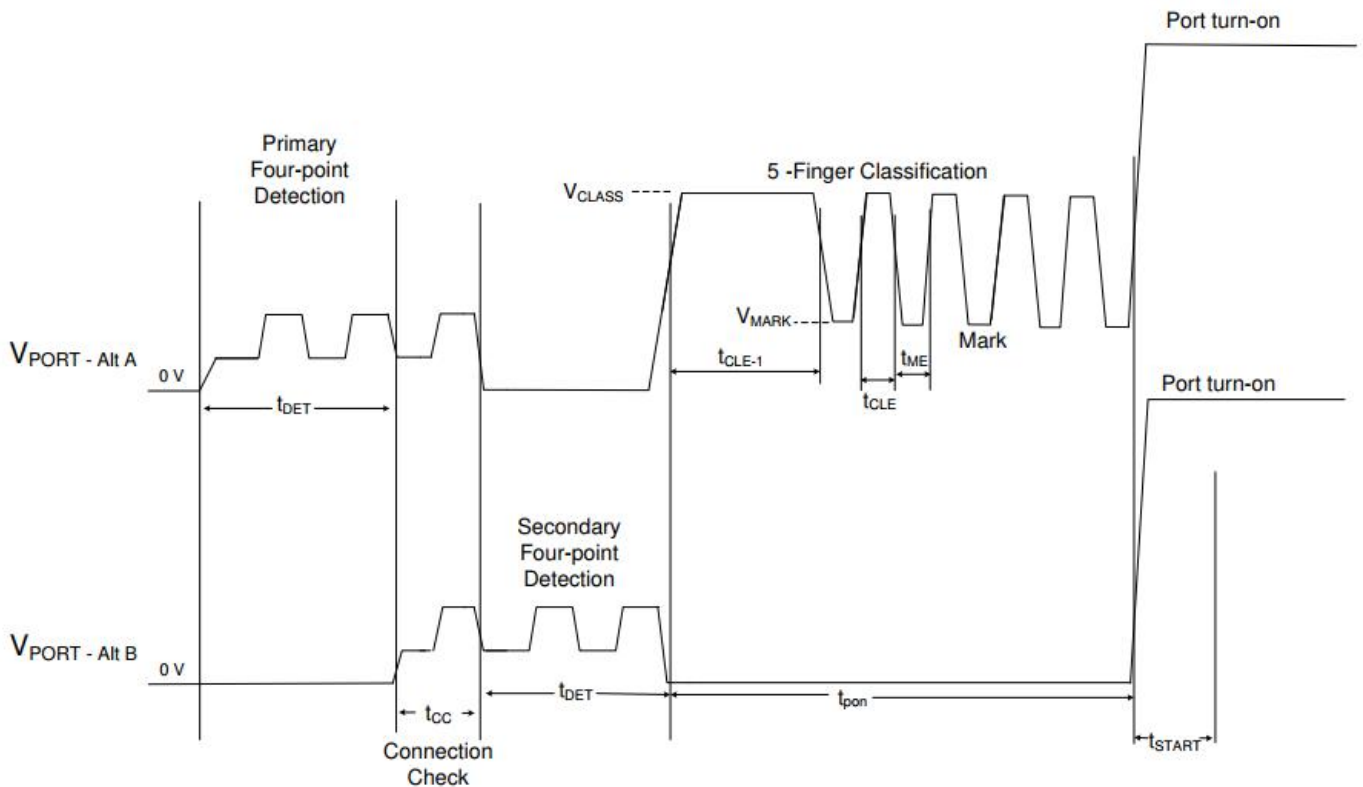 Port turn-on
Primary
Four-point
Detection
5 -Finger Classification
VCLASS
VMARK
Mark
VPORT - Alt A
0 V
tCLE-1
tME
tCLE
tDET
Port turn-on
Secondary
Four-point
Detection
VPORT - Alt B
0 V
tDET
tpon
tCC
tSTART
Connection
Check